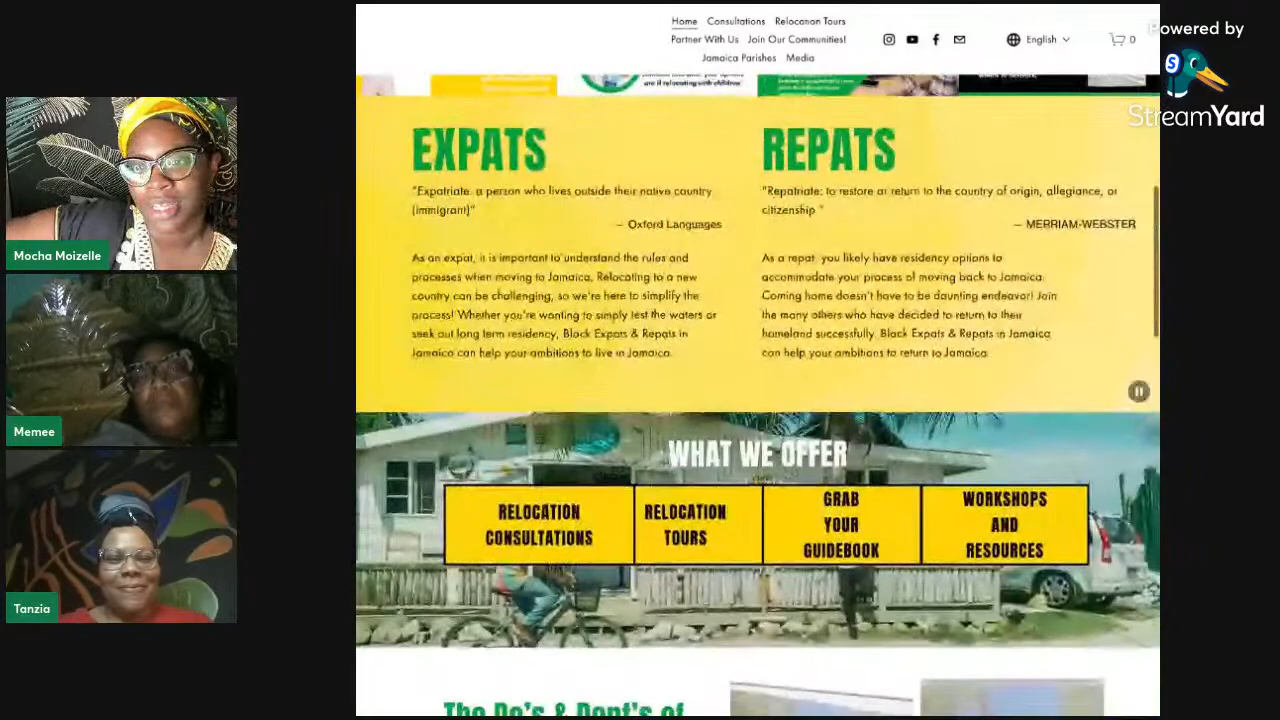 Home Consultations Relocation Tours
Partner With Us Join Our Communities!
Jamaica Parishes Media
English
0
Powered by
StreamYard
are if relocating with children
EXPATS
"Expatriate: a person who lives outside their native country
(immigrant)"
— Oxford Languages
As an expat, it is important to understand the rules and
processes when moving to Jamaica. Relocating to a new
country can be challenging, so we're here to simplify the
process! Whether you're wanting to simply test the waters or
seek out long term residency, Black Expats & Repats in
Jamaica can help your ambitions to live in Jamaica.
REPATS
"Repatriate: to restore or return to the country of origin, allegiance, or
citizenship "
— MERRIAM-WEBSTER
As a repat you likely have residency options to
accommodate your process of moving back to Jamaica.
Coming home doesn't have to be daunting endeavor! Join
the many others who have decided to return to their
homeland successfully. Black Expats & Repats in Jamaica
can help your ambitions to return to Jamaica.
WHAT WE OFFER
RELOCATION
CONSULTATIONS
RELOCATION
TOURS
GRAB
YOUR
GUIDEBOOK
WORKSHOPS
AND
RESOURCES
The Do's & Dont's of
Mocha Moizelle
Memee
Tanzia